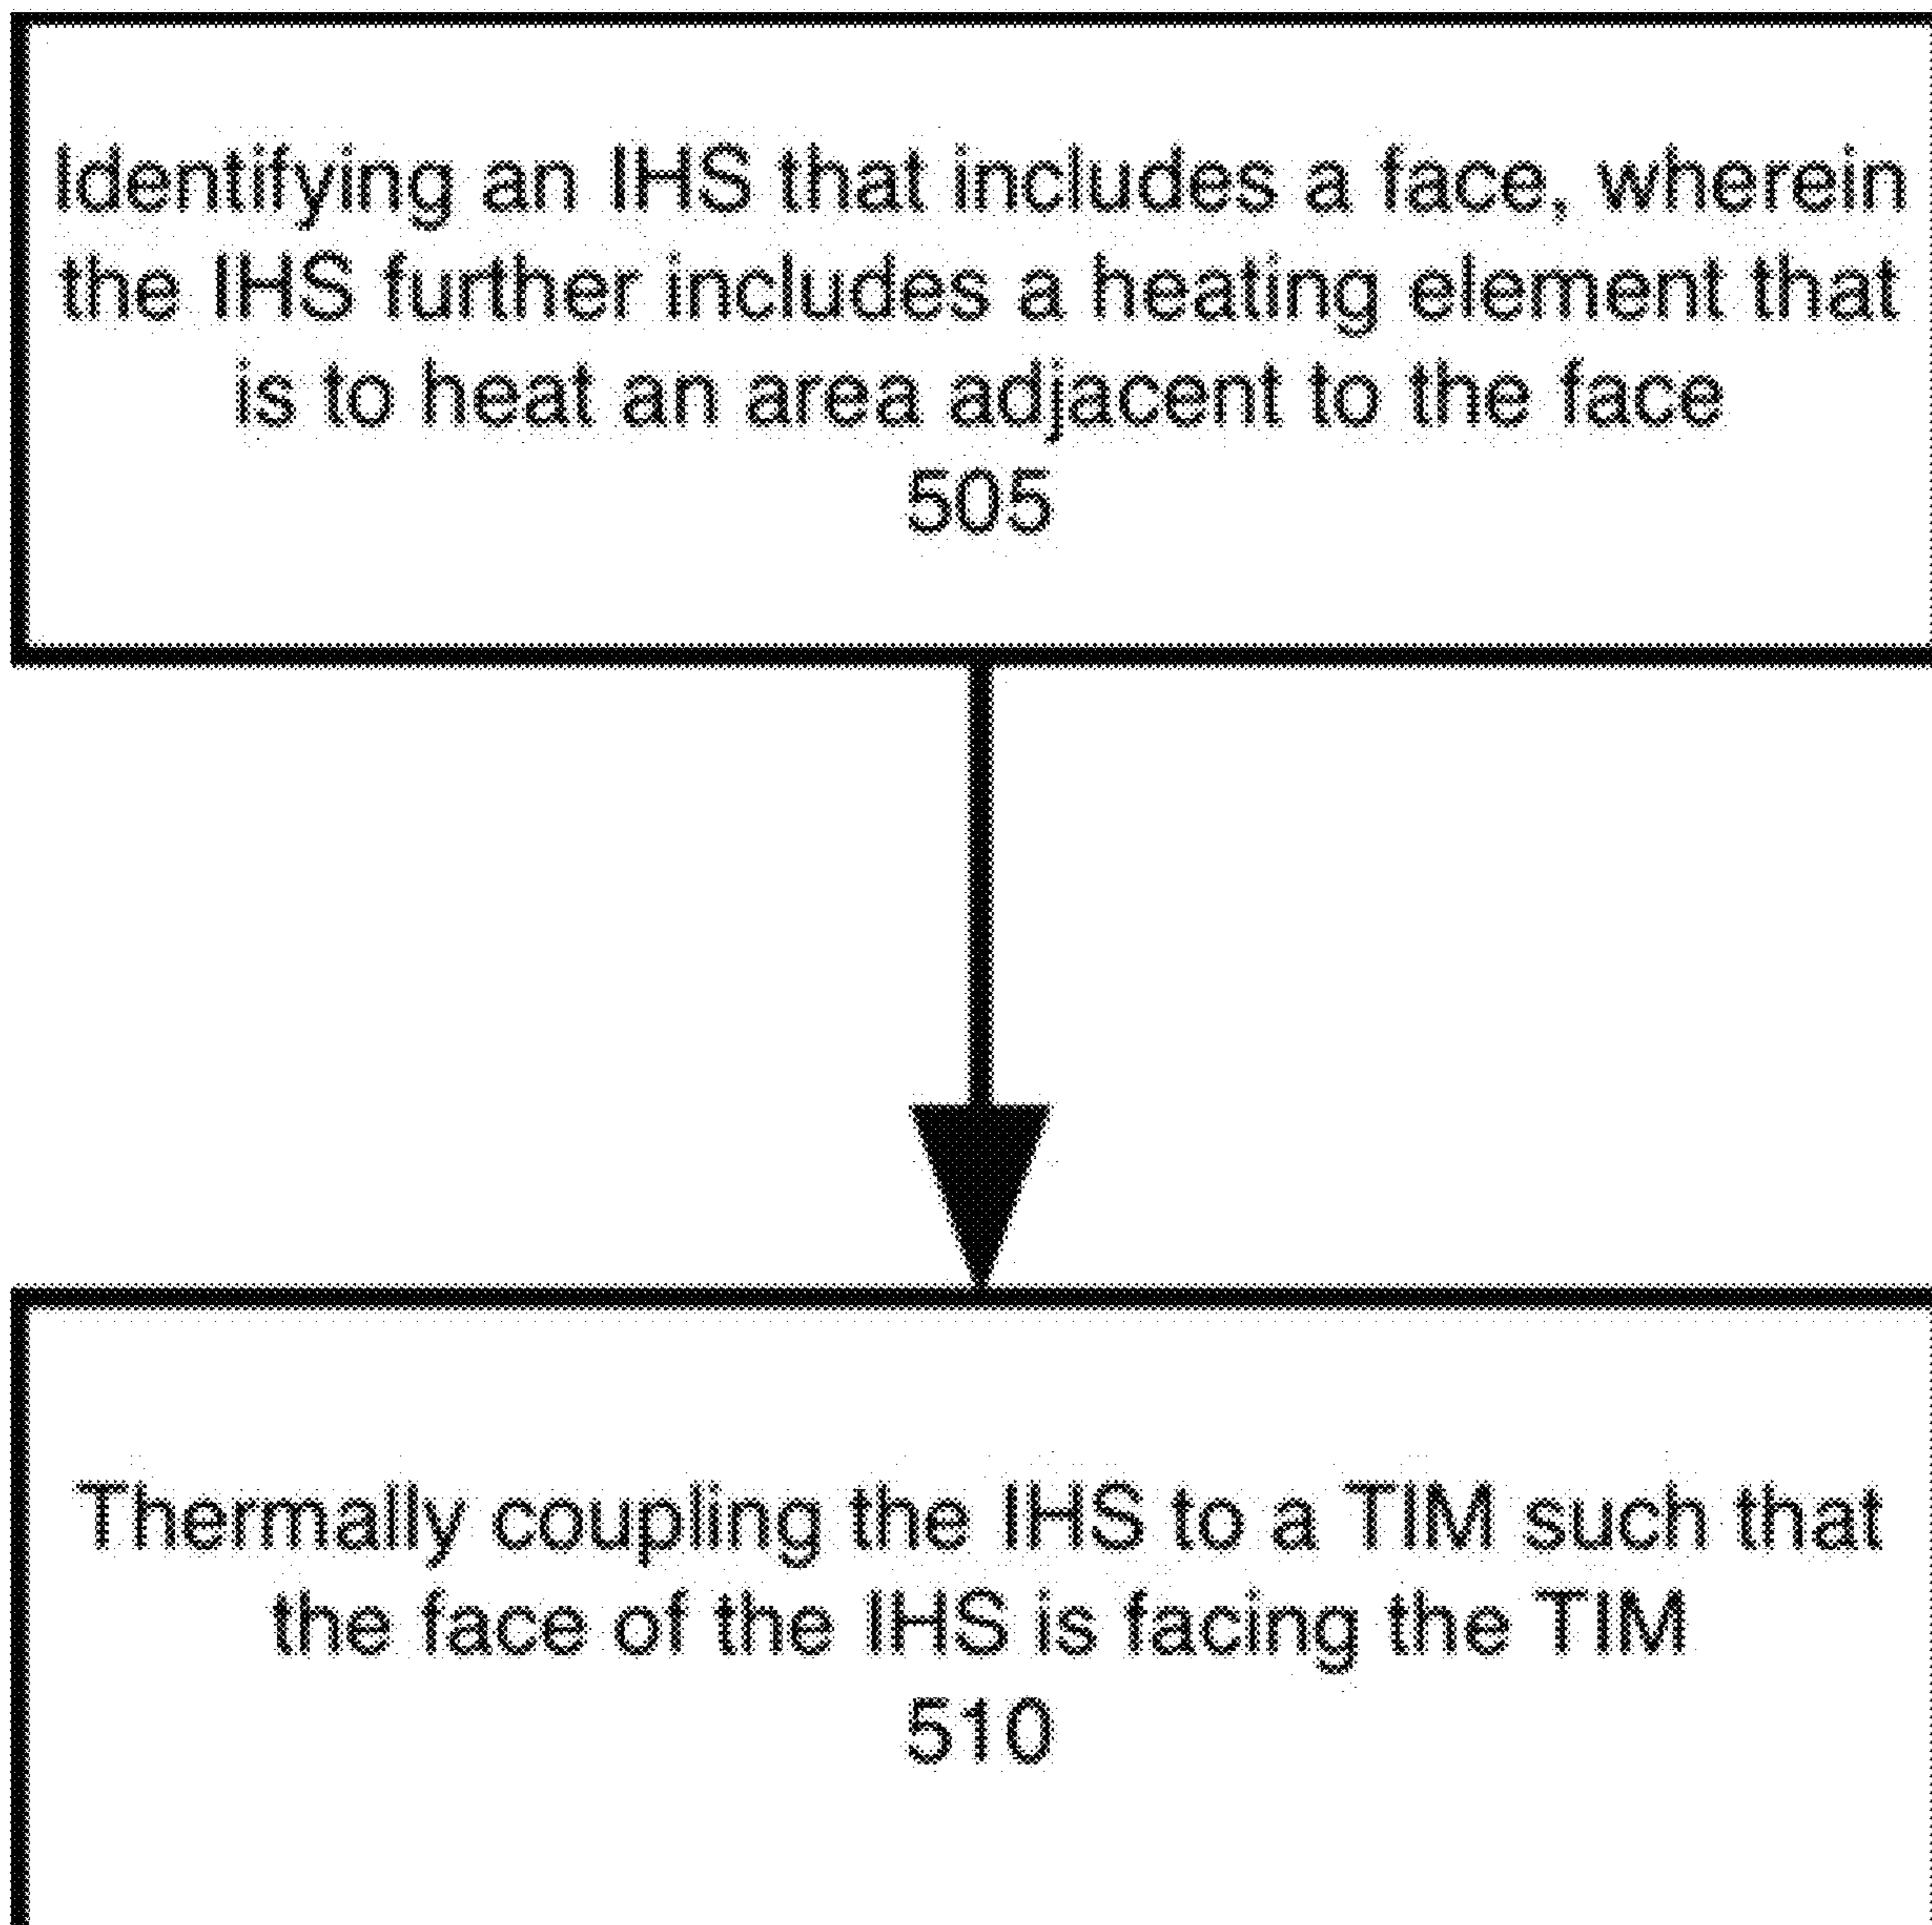 Identifying an IHS that includes a face, wherein
the IHS further includes a heating element that
is to heat an area adjacent to the face
505
Thermally coupling the IHS to a TIM such that
the face of the IHS is facing the TIM
510